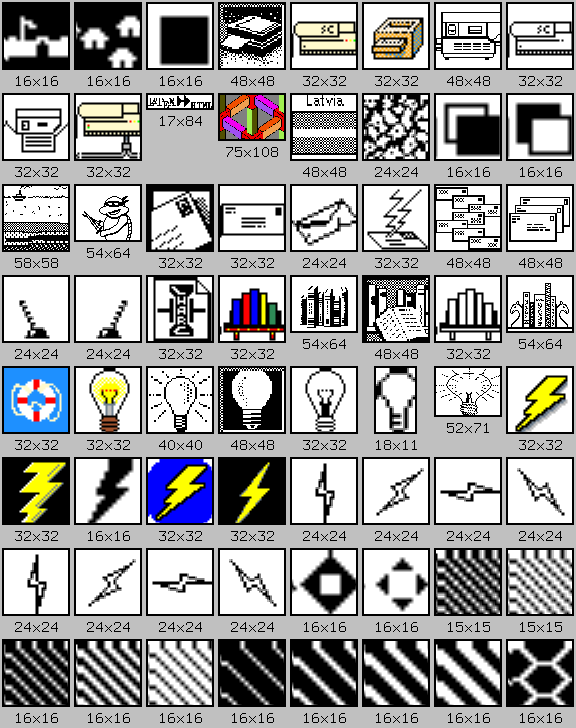 16x16 16x16 16x16 48x48 32x32 32x32 48x48 32x32
SC SC
32x32 32x32 17x84 75x108 48x48 24x24 16x16 16x16
LATEX HTML
Latvia
58x58 54x64 32x32 32x32 24x24 32x32 48x48 48x48
24x24 24x24 32x32 32x32 54x64 48x48 32x32 54x64
32x32 32x32 40x40 48x48 32x32 18x11 52x71 32x32
32x32 16x16 32x32 32x32 24x24 24x24 24x24 24x24
24x24 24x24 24x24 24x24 16x16 16x16 15x15 15x15
16x16 16x16 16x16 16x16 16x16 16x16 16x16 16x16